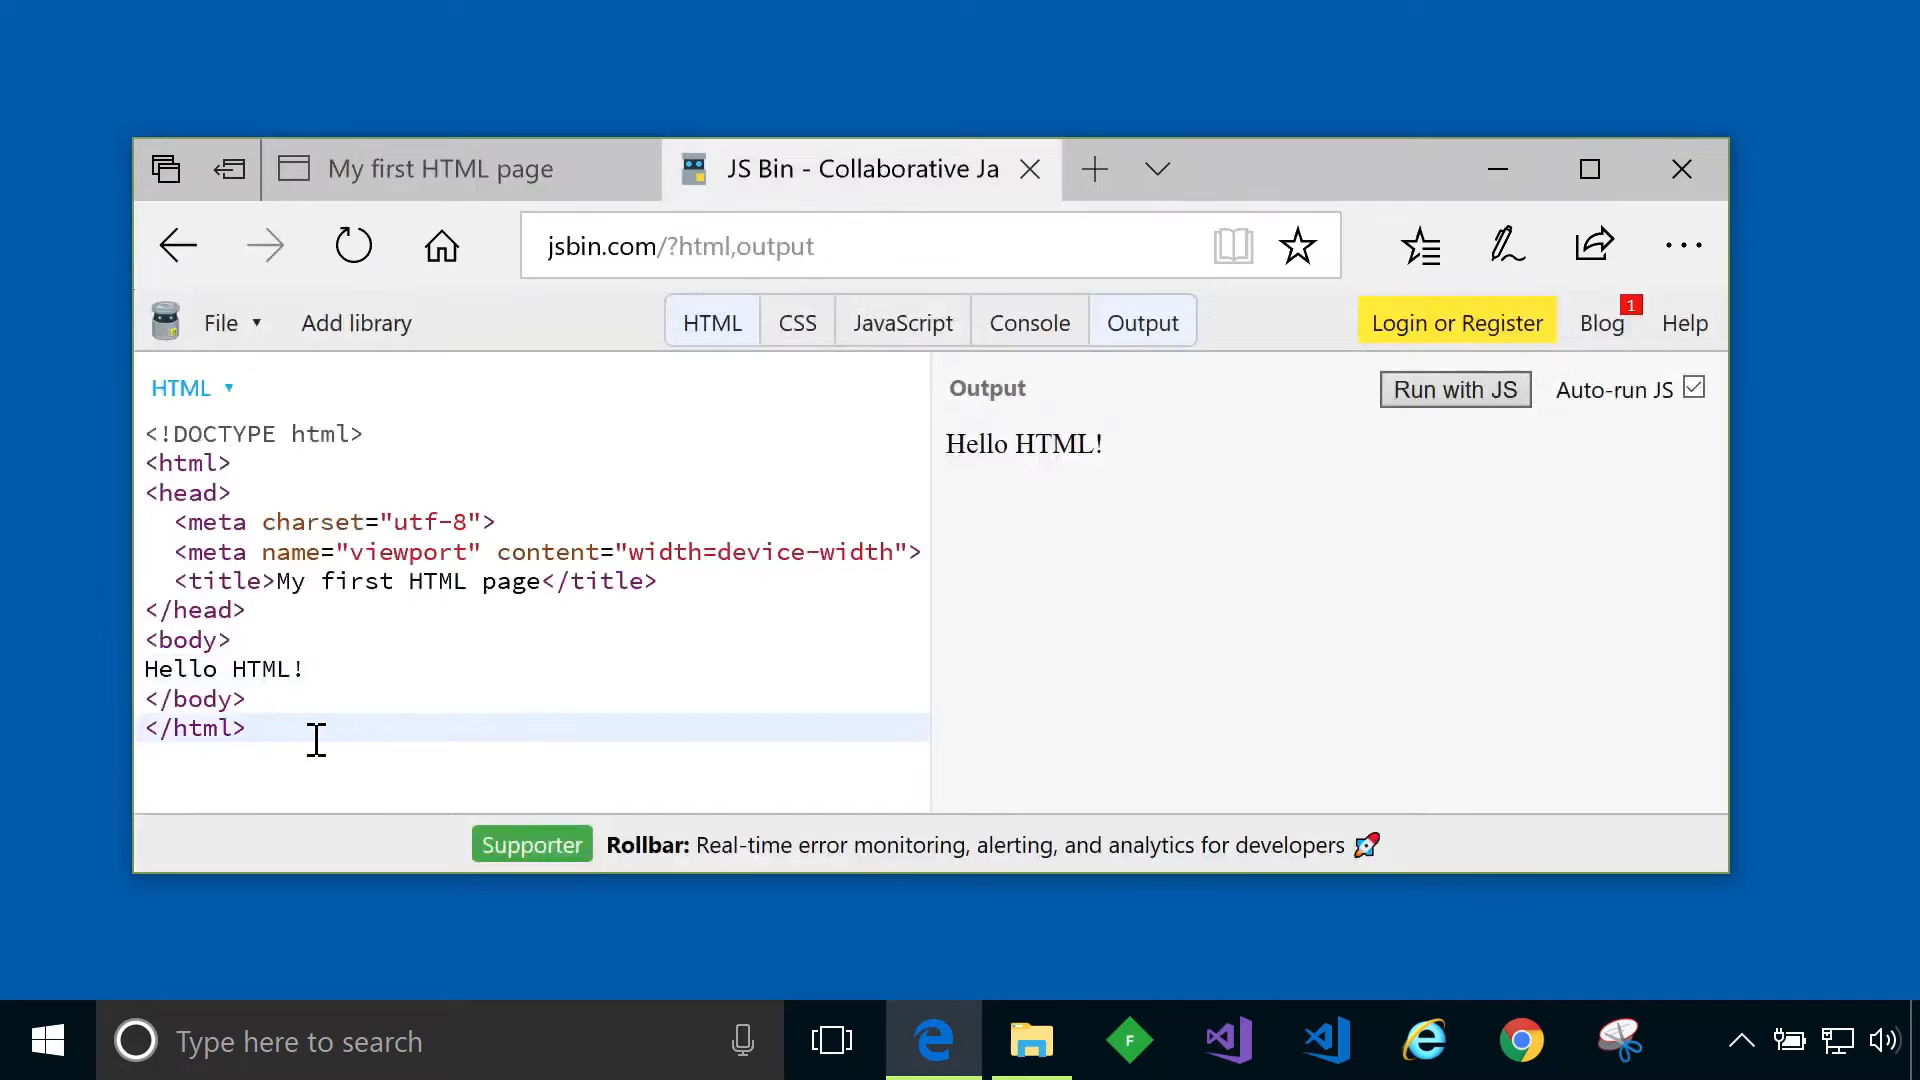 My first HTML page
JS Bin - Collaborative Ja
jsbin.com/?html,output
File
Add library
HTML
CSS
JavaScript
Console
Output
Login or Register
Blog
1
Help
HTML
<!DOCTYPE html>
<html>
<head>
  <meta charset="utf-8">
  <meta name="viewport" content="width=device-width">
  <title>My first HTML page</title>
</head>
<body>
Hello HTML!
</body>
</html>
Output
Run with JS
Auto-run JS
Hello HTML!
Supporter
Rollbar: Real-time error monitoring, alerting, and analytics for developers 🚀
Type here to search
F